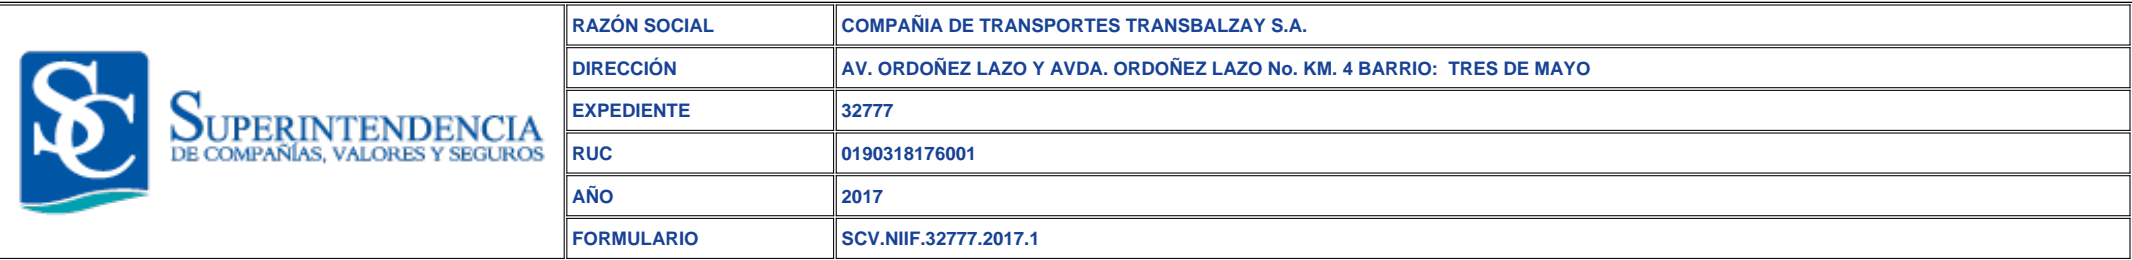 SC
SUPERINTENDENCIA
DE COMPAÑÍAS, VALORES Y SEGUROS
RAZÓN SOCIAL COMPAÑIA DE TRANSPORTES TRANSBALZAY S.A.
DIRECCIÓN AV. ORDOÑEZ LAZO Y AVDA. ORDOÑEZ LAZO No. KM. 4 BARRIO: TRES DE MAYO
EXPEDIENTE 32777
RUC 0190318176001
AÑO 2017
FORMULARIO SCV.NIIF.32777.2017.1